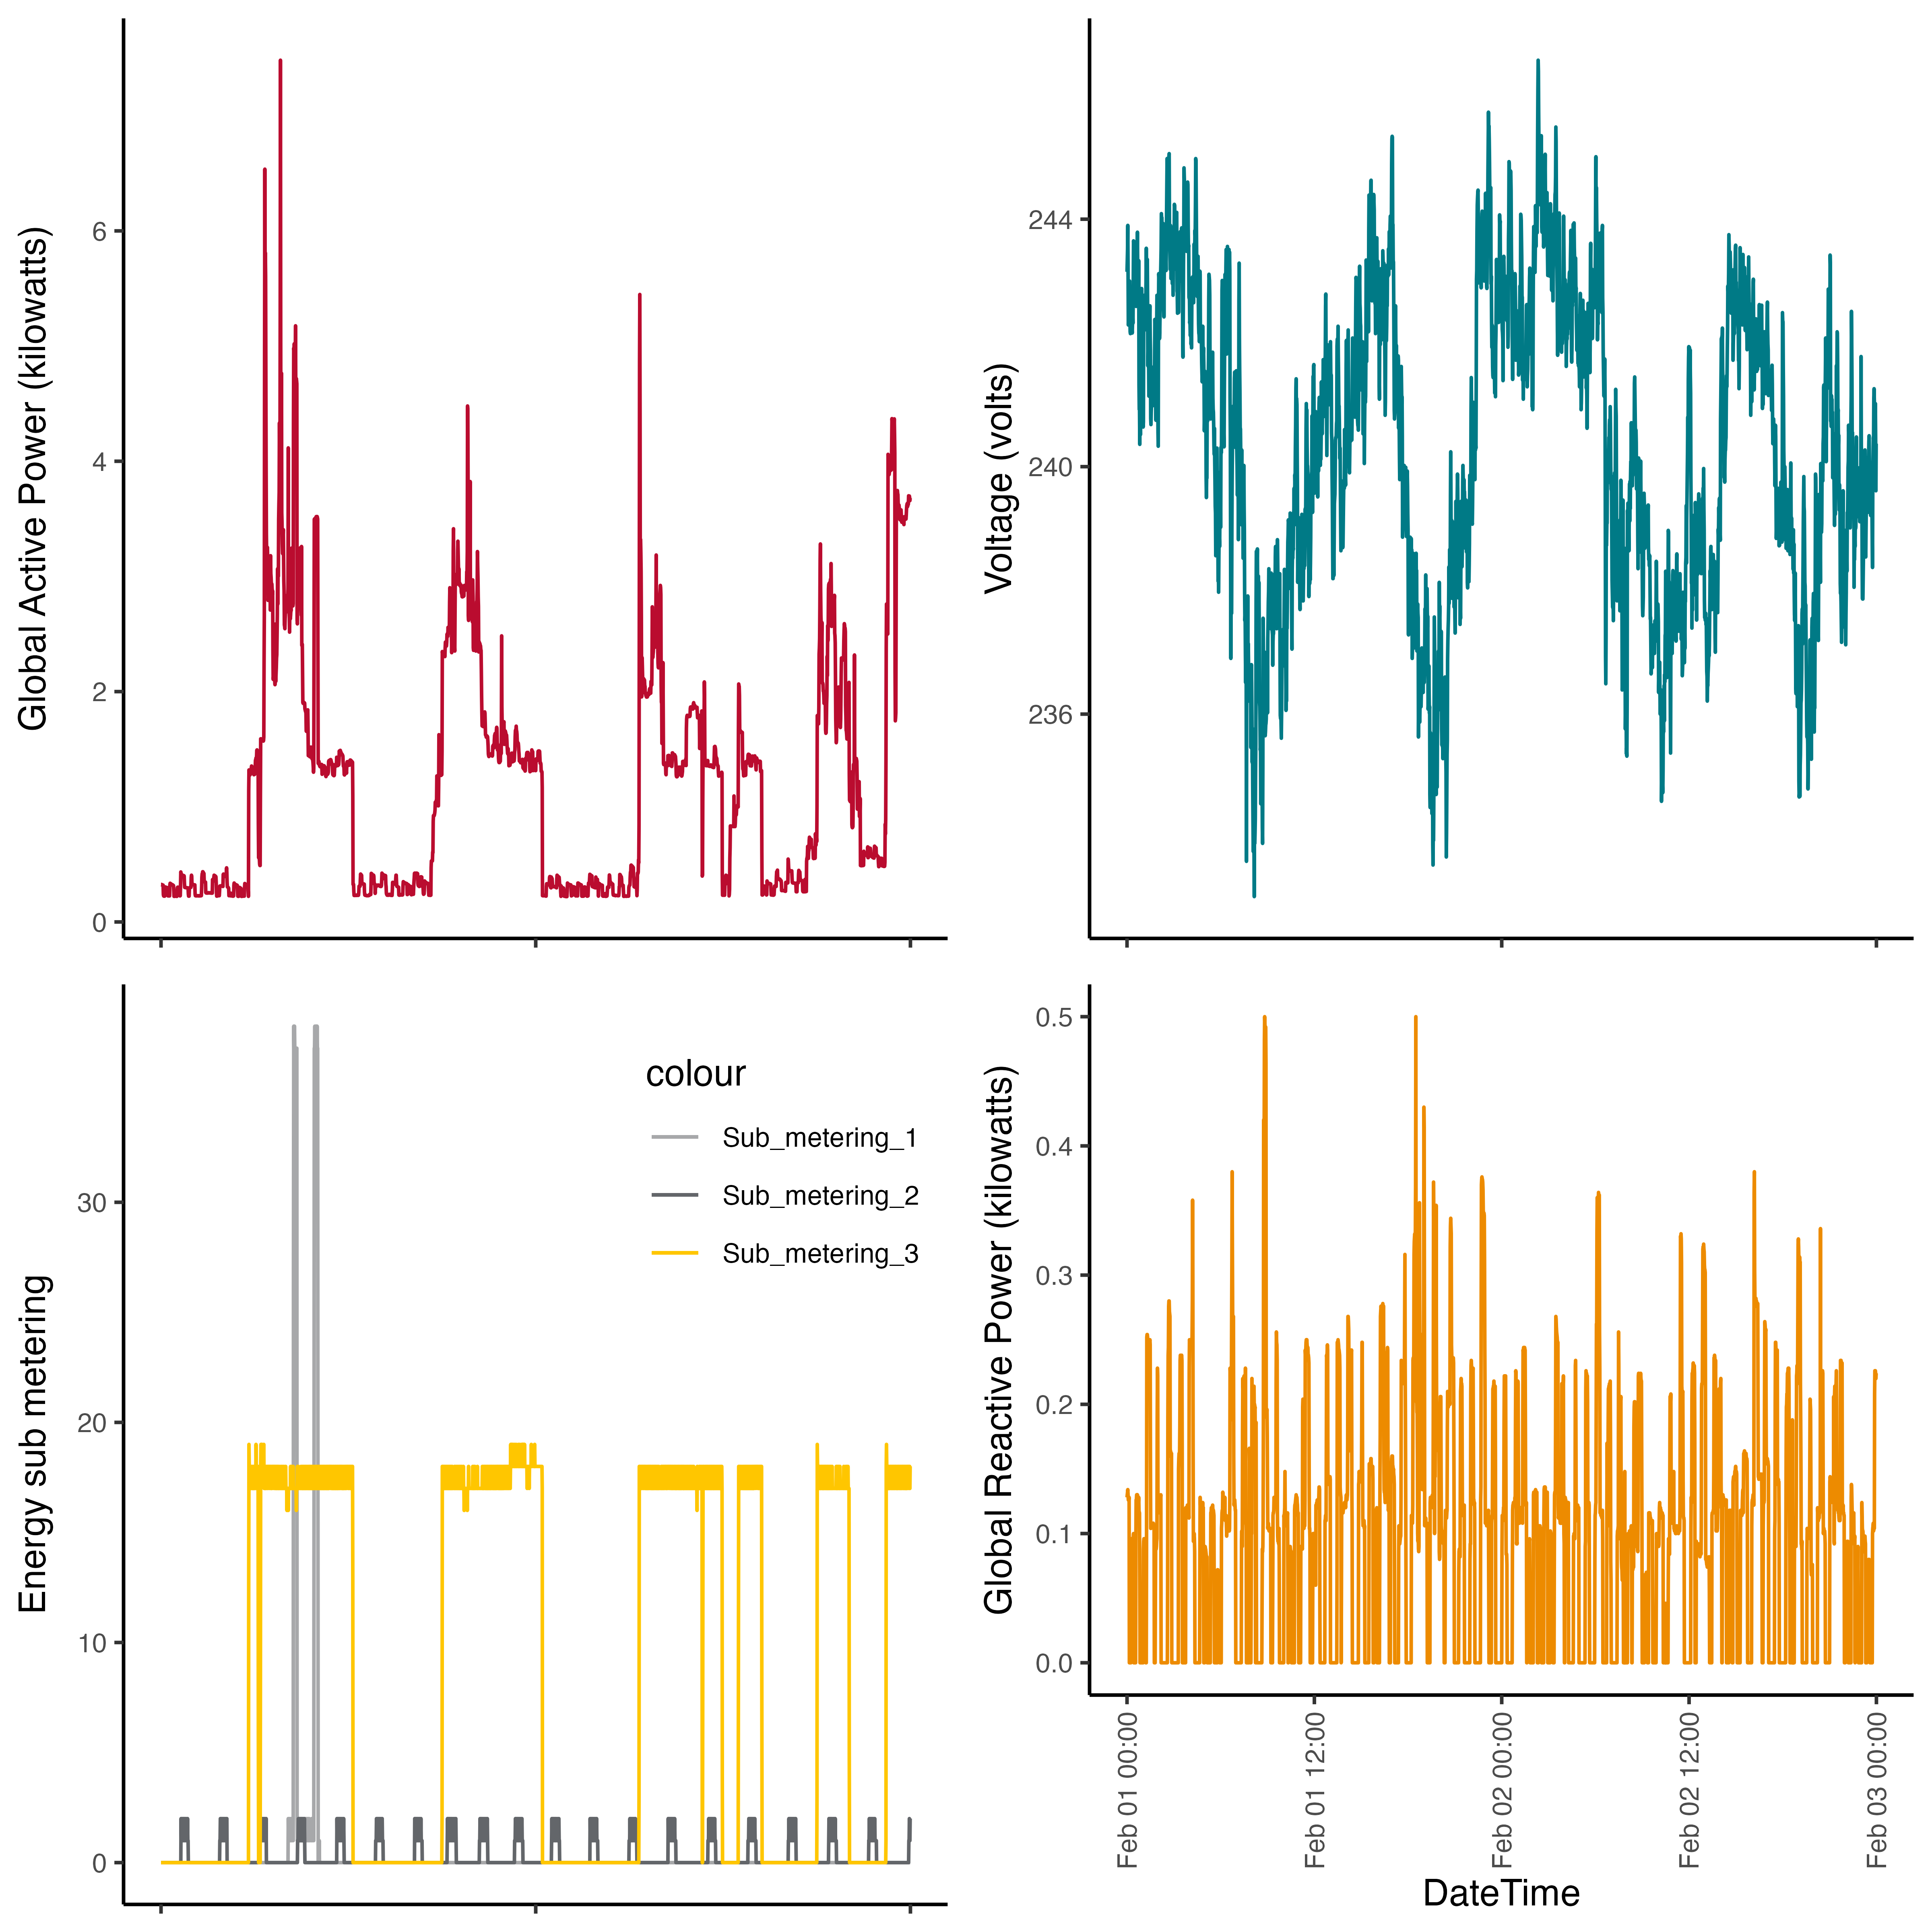 Global Active Power (kilowatts)
6
4
2
0
Voltage (volts)
244
240
236
Energy sub metering
30
20
10
0
colour
Sub_metering_1
Sub_metering_2
Sub_metering_3
Global Reactive Power (kilowatts)
0.5
0.4
0.3
0.2
0.1
0.0
Feb 01 00:00
Feb 01 12:00
Feb 02 00:00
Feb 02 12:00
Feb 03 00:00
DateTime